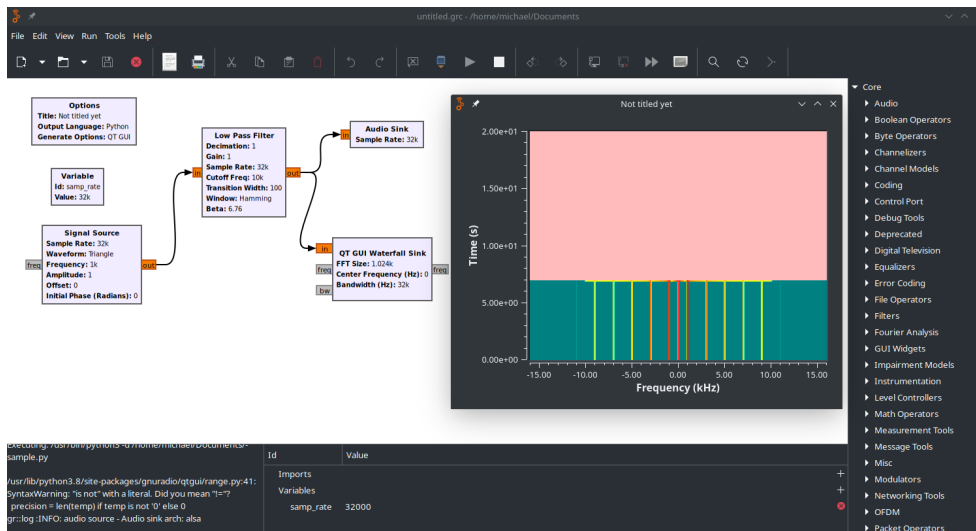 untitled.grc - /home/michael/Documents
File Edit View Run Tools Help
Options
Title: Not titled yet
Output Language: Python
Generate Options: QT GUI
Variable
Id: samp_rate
Value: 32k
Signal Source
Sample Rate: 32k
Waveform: Triangle
Frequency: 1k
Amplitude: 1
Offset: 0
Initial Phase (Radians): 0
freq
out
Low Pass Filter
Decimation: 1
Gain: 1
Sample Rate: 32k
Cutoff Freq: 10k
Transition Width: 100
Window: Hamming
Beta: 6.76
in
out
Audio Sink
Sample Rate: 32k
in
QT GUI Waterfall Sink
FFT Size: 1.024k
Center Frequency (Hz): 0
Bandwidth (Hz): 32k
in
freq
bw
freq
Not titled yet
2.00e+01
1.50e+01
1.00e+01
5.00e+00
0.00e+00
Time (s)
-15.00 -10.00 -5.00 0.00 5.00 10.00 15.00
Frequency (kHz)
Core
Audio
Boolean Operators
Byte Operators
Channelizers
Channel Models
Coding
Control Port
Debug Tools
Deprecated
Digital Television
Equalizers
Error Coding
File Operators
Filters
Fourier Analysis
GUI Widgets
Impairment Models
Instrumentation
Level Controllers
Math Operators
Measurement Tools
Message Tools
Misc
Modulators
Networking Tools
OFDM
Packet Operators
Executing: /usr/bin/python3 -u /home/michael/Documents/-
sample.py
/usr/lib/python3.8/site-packages/gnuradio/qtgui/range.py:41:
SyntaxWarning: "is not" with a literal. Did you mean "!="?
precision = len(temp) if temp is not '0' else 0
gr::log :INFO: audio source - Audio sink arch: alsa
Id Value
Imports
Variables
samp_rate 32000